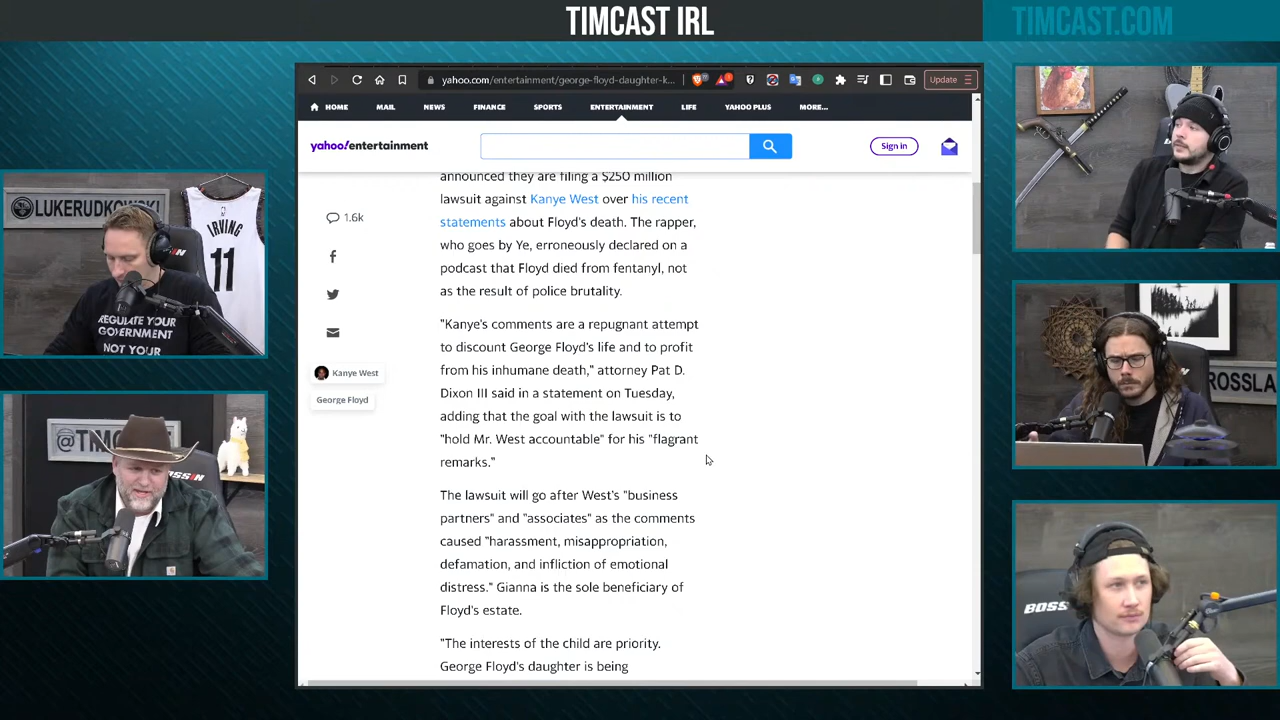 TIMCAST IRL
TIMCAST.COM
yahoo.com/entertainment/george-floyd-daughter-k...
Update
HOME MAIL NEWS FINANCE SPORTS ENTERTAINMENT LIFE YAHOO PLUS MORE...
yahoo!entertainment
Sign in
announced they are filing a $250 million
lawsuit against Kanye West over his recent
statements about Floyd's death. The rapper,
who goes by Ye, erroneously declared on a
podcast that Floyd died from fentanyl, not
as the result of police brutality.
"Kanye's comments are a repugnant attempt
to discount George Floyd's life and to profit
from his inhumane death," attorney Pat D.
Dixon III said in a statement on Tuesday,
adding that the goal with the lawsuit is to
"hold Mr. West accountable" for his "flagrant
remarks."
The lawsuit will go after West's "business
partners" and "associates" as the comments
caused "harassment, misappropriation,
defamation, and infliction of emotional
distress." Gianna is the sole beneficiary of
Floyd's estate.
"The interests of the child are priority.
George Floyd's daughter is being
1.6k
Kanye West
George Floyd
@LUKERUDKOWSKI
IRVING
11
REGULATE YOUR
GOVERNMENT
NOT YOUR
@TIMC
ROSSLA
BOSS